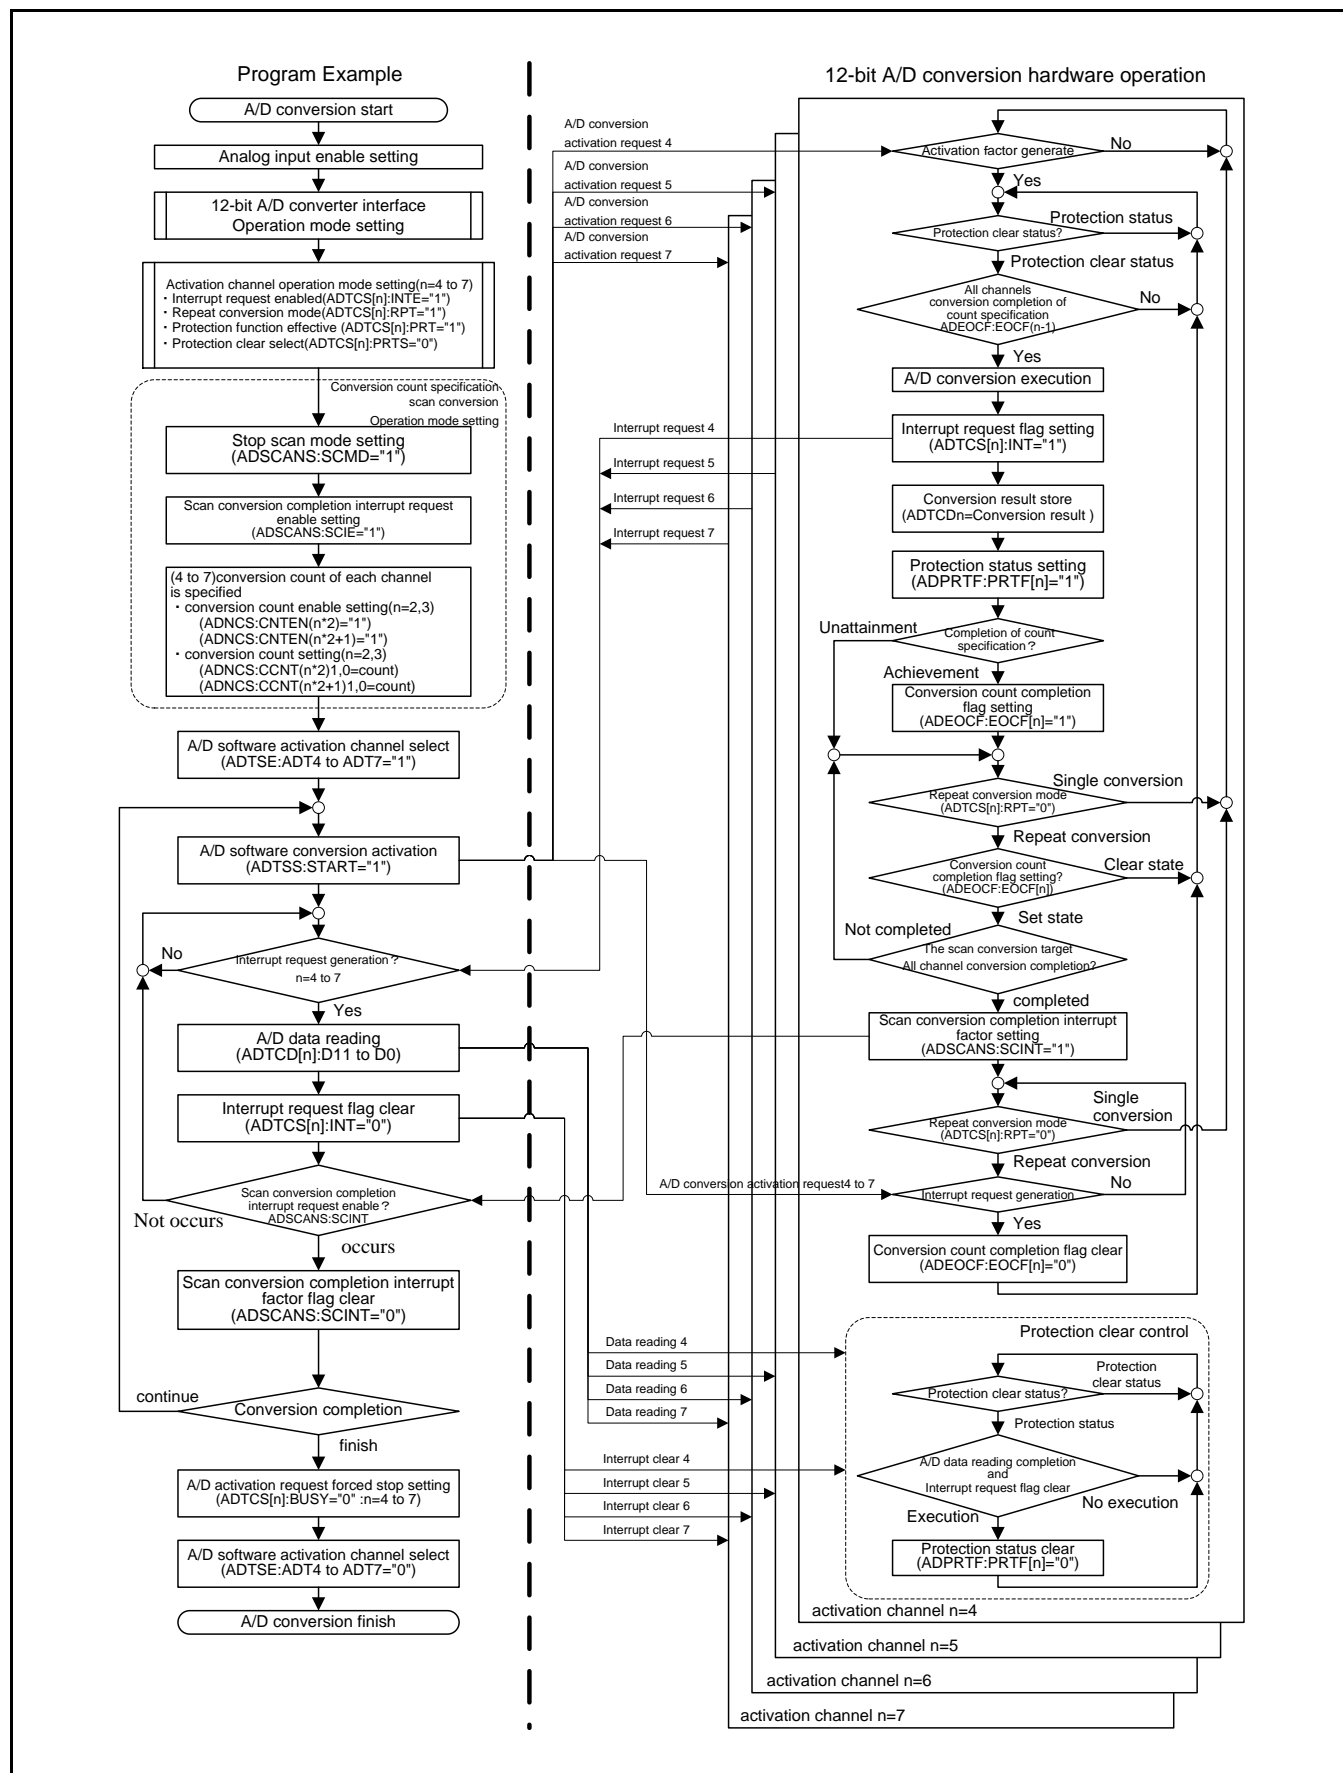 Program Example
A/D conversion start
Analog input enable setting
12-bit A/D converter interface
Operation mode setting
Activation channel operation mode setting(n=4 to 7)
・Interrupt request enabled(ADTCS[n]:INTE="1")
・Repeat conversion mode(ADTCS[n]:RPT="1")
・Protection function effective (ADTCS[n]:PRT="1")
・Protection clear select(ADTCS[n]:PRTS="0")
Conversion count specification
scan conversion
Operation mode setting
Stop scan mode setting
(ADSCANS:SCMD="1")
Scan conversion completion interrupt request
enable setting
(ADSCANS:SCIE="1")
(4 to 7)conversion count of each channel
is specified
・conversion count enable setting(n=2,3)
(ADNCS:CNTEN(n*2)="1")
(ADNCS:CNTEN(n*2+1)="1")
・conversion count setting(n=2,3)
(ADNCS:CCNT(n*2)1,0=count)
(ADNCS:CCNT(n*2+1)1,0=count)
A/D software activation channel select
(ADTSE:ADT4 to ADT7="1")
A/D software conversion activation
(ADTSS:START="1")
No
Interrupt request generation?
n=4 to 7
Yes
A/D data reading
(ADTCD[n]:D11 to D0)
Interrupt request flag clear
(ADTCS[n]:INT="0")
Scan conversion completion
interrupt request enable?
ADSCANS:SCINT
Not occurs
occurs
Scan conversion completion interrupt
factor flag clear
(ADSCANS:SCINT="0")
continue
Conversion completion
finish
A/D activation request forced stop setting
(ADTCS[n]:BUSY="0" :n=4 to 7)
A/D software activation channel select
(ADTSE:ADT4 to ADT7="0")
A/D conversion finish
A/D conversion
activation request 4
A/D conversion
activation request 5
A/D conversion
activation request 6
A/D conversion
activation request 7
Interrupt request 4
Interrupt request 5
Interrupt request 6
Interrupt request 7
A/D conversion activation request4 to 7
Data reading 4
Data reading 5
Data reading 6
Data reading 7
Interrupt clear 4
Interrupt clear 5
Interrupt clear 6
Interrupt clear 7
12-bit A/D conversion hardware operation
Activation factor generate
No
Yes
Protection status
Protection clear status?
Protection clear status
All channels
conversion completion of
count specification
ADEOCF:EOCF(n-1)
No
Yes
A/D conversion execution
Interrupt request flag setting
(ADTCS[n]:INT="1")
Conversion result store
(ADTCDn=Conversion result )
Protection status setting
(ADPRTF:PRTF[n]="1")
Unattainment
Completion of count
specification?
Achievement
Conversion count completion
flag setting
(ADEOCF:EOCF[n]="1")
Single conversion
Repeat conversion mode
(ADTCS[n]:RPT="0")
Repeat conversion
Conversion count
completion flag setting?
(ADEOCF:EOCF[n])
Clear state
Set state
Not completed
The scan conversion target
All channel conversion completion?
completed
Scan conversion completion interrupt
factor setting
(ADSCANS:SCINT="1")
Single
conversion
Repeat conversion mode
(ADTCS[n]:RPT="0")
Repeat conversion
Interrupt request generation
No
Yes
Conversion count completion flag clear
(ADEOCF:EOCF[n]="0")
Protection clear control
Protection
clear status
Protection clear status?
Protection status
A/D data reading completion
and
Interrupt request flag clear
No execution
Execution
Protection status clear
(ADPRTF:PRTF[n]="0")
activation channel n=4
activation channel n=5
activation channel n=6
activation channel n=7